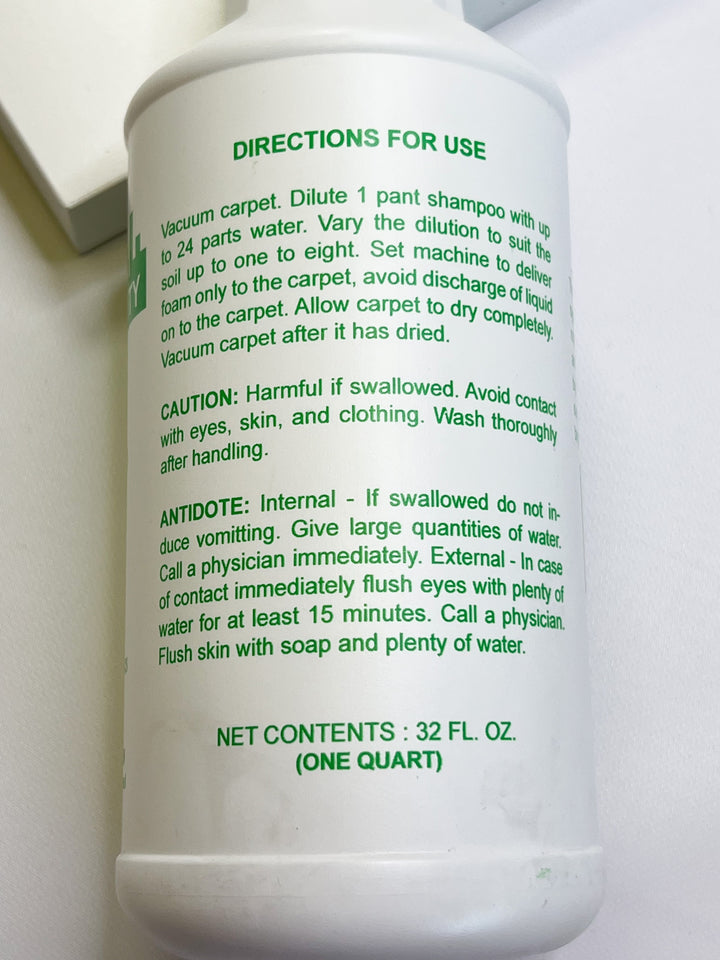 DIRECTIONS FOR USE
Vacuum carpet. Dilute 1 pant shampoo with up
to 24 parts water. Vary the dilution to suit the
soil up to one to eight. Set machine to deliver
foam only to the carpet, avoid discharge of liquid
on to the carpet. Allow carpet to dry completely.
Vacuum carpet after it has dried.
CAUTION: Harmful if swallowed. Avoid contact
with eyes, skin, and clothing. Wash thoroughly
after handling.
ANTIDOTE: Internal - If swallowed do not in-
duce vomitting. Give large quantities of water.
Call a physician immediately. External - In case
of contact immediately flush eyes with plenty of
water for at least 15 minutes. Call a physician.
Flush skin with soap and plenty of water.
NET CONTENTS : 32 FL. OZ.
(ONE QUART)